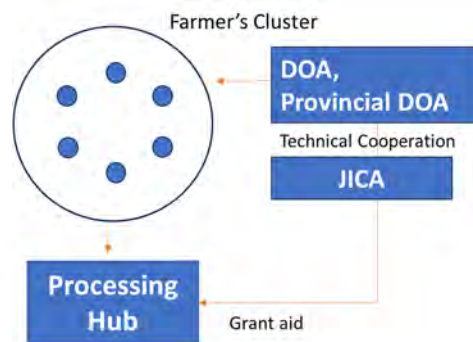 Farmer's Cluster
DOA,
Provincial DOA
Technical Cooperation
JICA
Processing
Hub
Grant aid